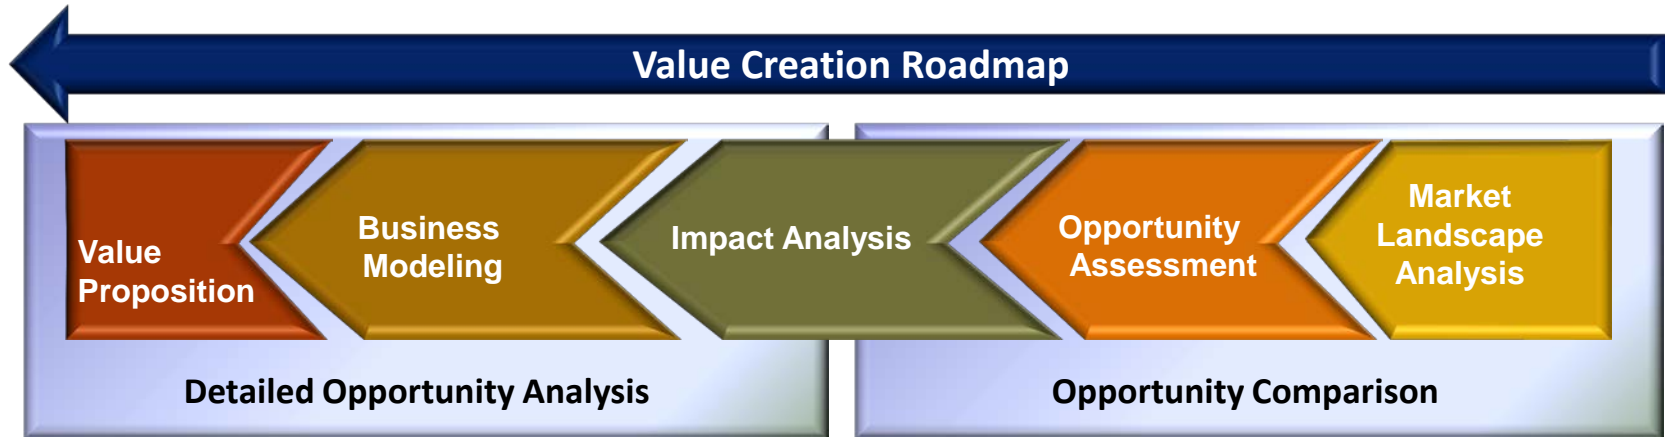 Value Creation Roadmap
Value
Proposition
Business
Modeling
Impact Analysis
Opportunity
Assessment
Market
Landscape
Analysis
Detailed Opportunity Analysis
Opportunity Comparison